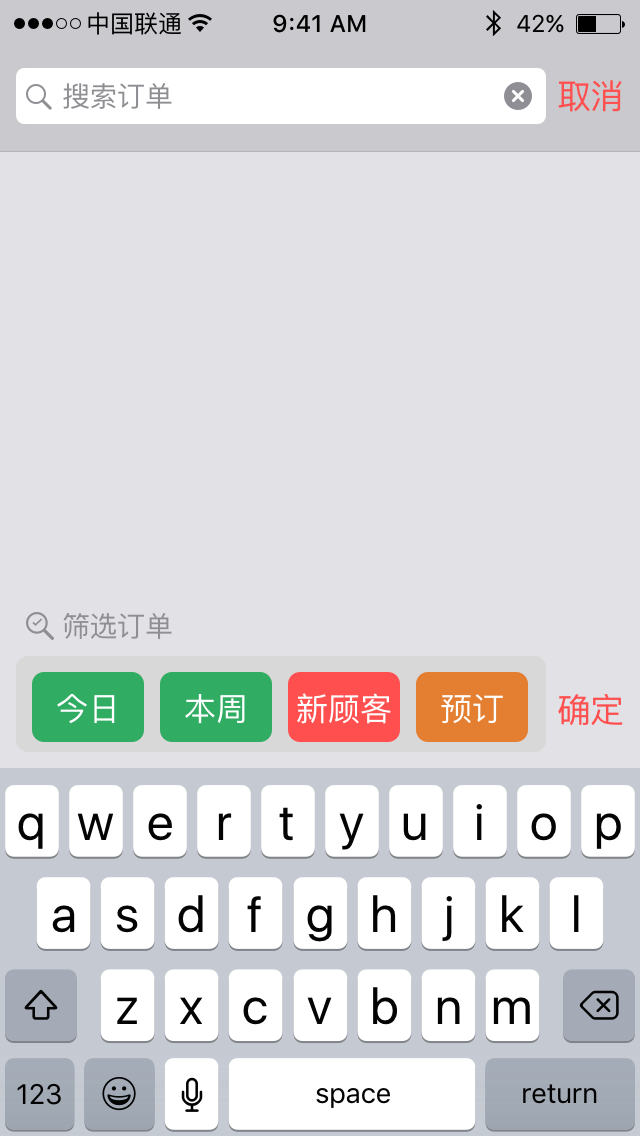 中国联通 9:41 AM 42%
搜索订单 取消
筛选订单
今日 本周 新顾客 预订 确定
q w e r t y u i o p
a s d f g h j k l
z x c v b n m
123 space return